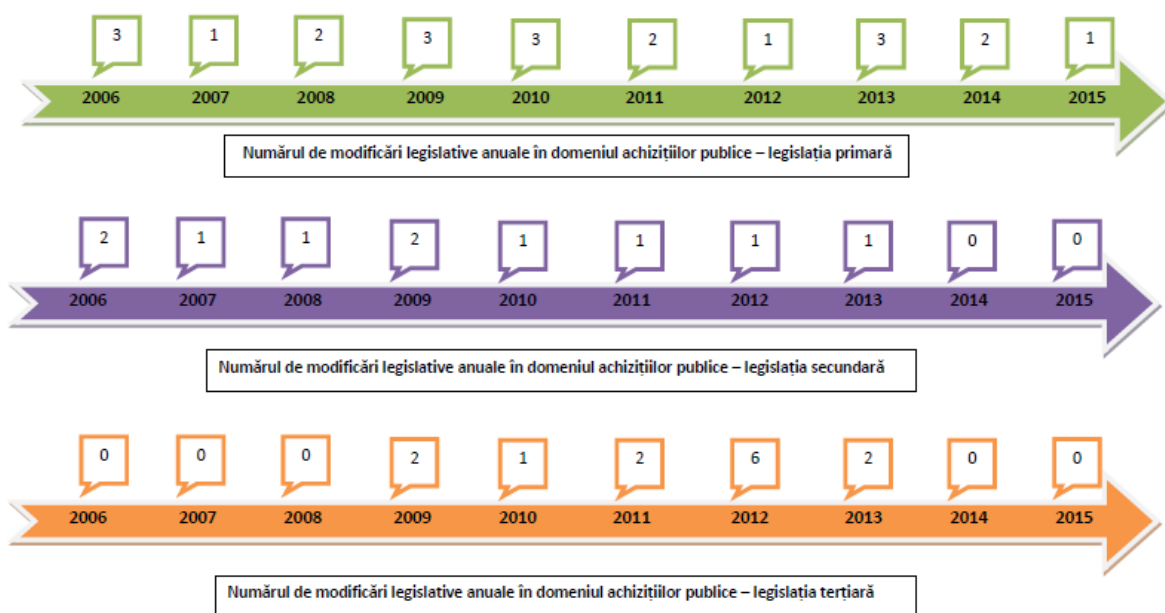 3 1 2 3 3 2 1 3 2 1
2006 2007 2008 2009 2010 2011 2012 2013 2014 2015
Numărul de modificări legislative anuale în domeniul achizițiilor publice – legislația primară
2 1 1 2 1 1 1 1 0 0
2006 2007 2008 2009 2010 2011 2012 2013 2014 2015
Numărul de modificări legislative anuale în domeniul achizițiilor publice – legislația secundară
0 0 0 2 1 2 6 2 0 0
2006 2007 2008 2009 2010 2011 2012 2013 2014 2015
Numărul de modificări legislative anuale în domeniul achizițiilor publice – legislația terțiară